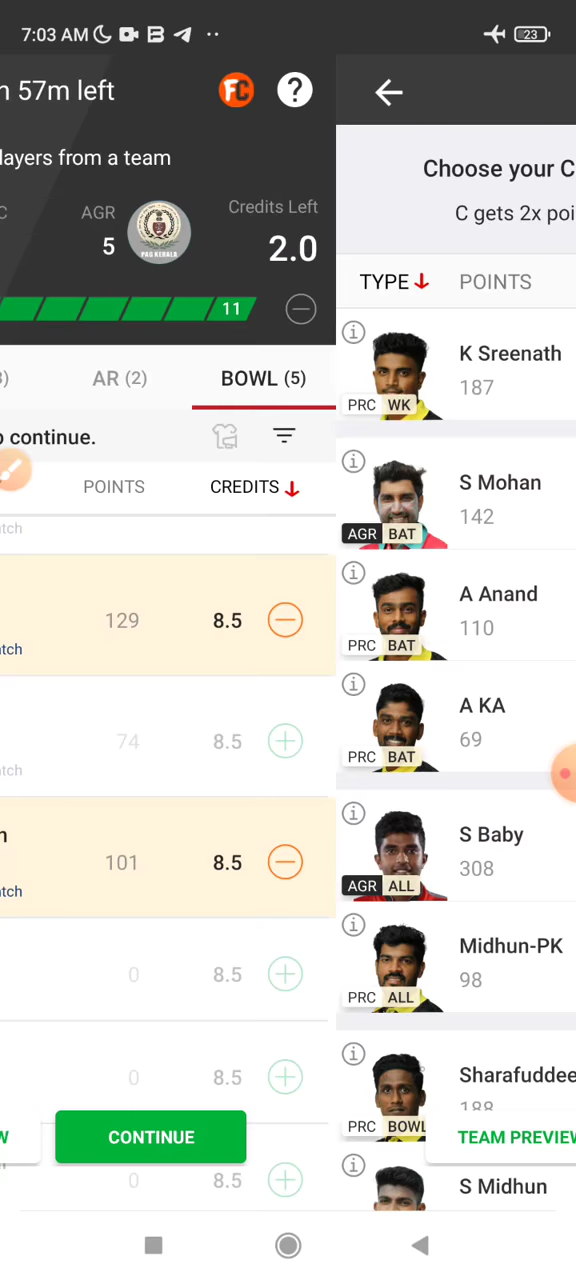 7:03 AM
23
57m left
FC
?
layers from a team
AGR
5
PAG KERALA
Credits Left
2.0
11
AR (2)
BOWL (5)
continue.
POINTS
CREDITS
129
8.5
74
8.5
101
8.5
0
8.5
0
8.5
0
8.5
CONTINUE
Choose your C
C gets 2x poi
TYPE
POINTS
K Sreenath
187
PRC WK
S Mohan
142
AGR BAT
A Anand
110
PRC BAT
A KA
69
PRC BAT
S Baby
308
AGR ALL
Midhun-PK
98
PRC ALL
Sharafuddee
188
PRC BOWL
TEAM PREVIEW
S Midhun